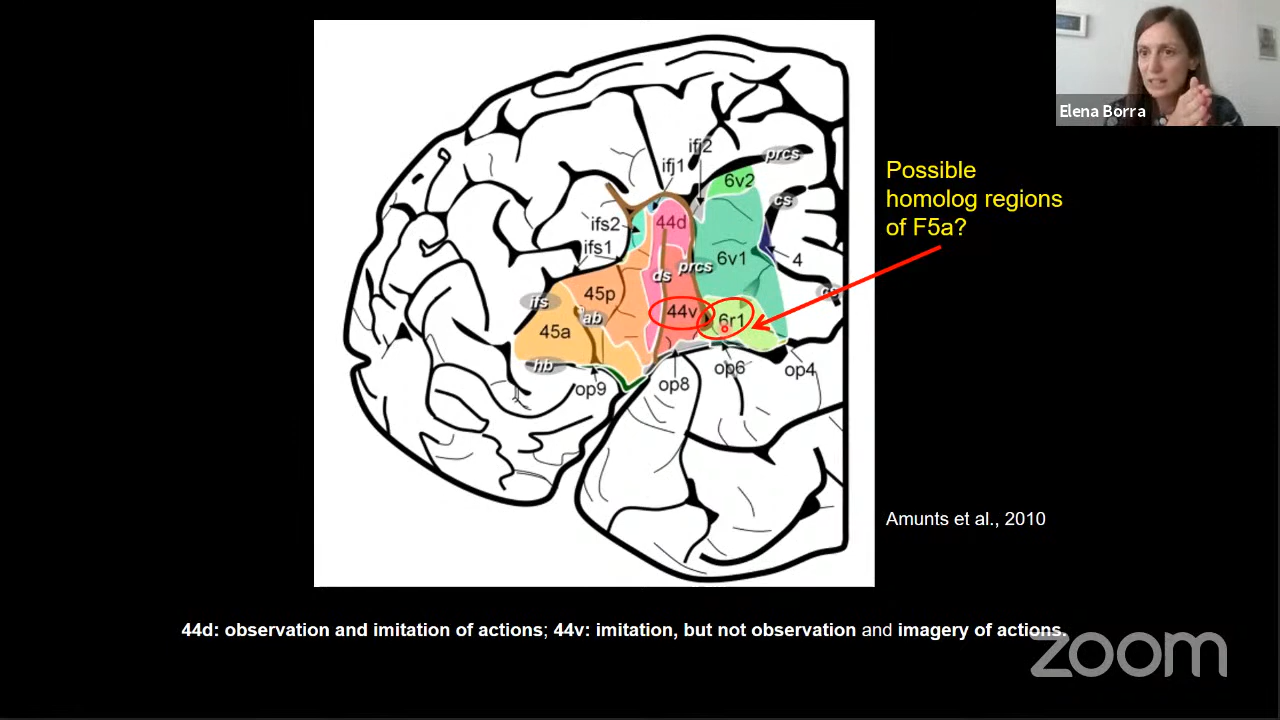 Elena Borra
ifj2
ifj1
prcs
6v2
cs
ifs2
44d
ifs1
6v1
4
ds
prcs
ifs
45p
ab
44v
6r1
45a
hb
op9
op8
op6
op4
Possible
homolog regions
of F5a?
Amunts et al., 2010
44d: observation and imitation of actions; 44v: imitation, but not observation and imagery of actions.
zoom